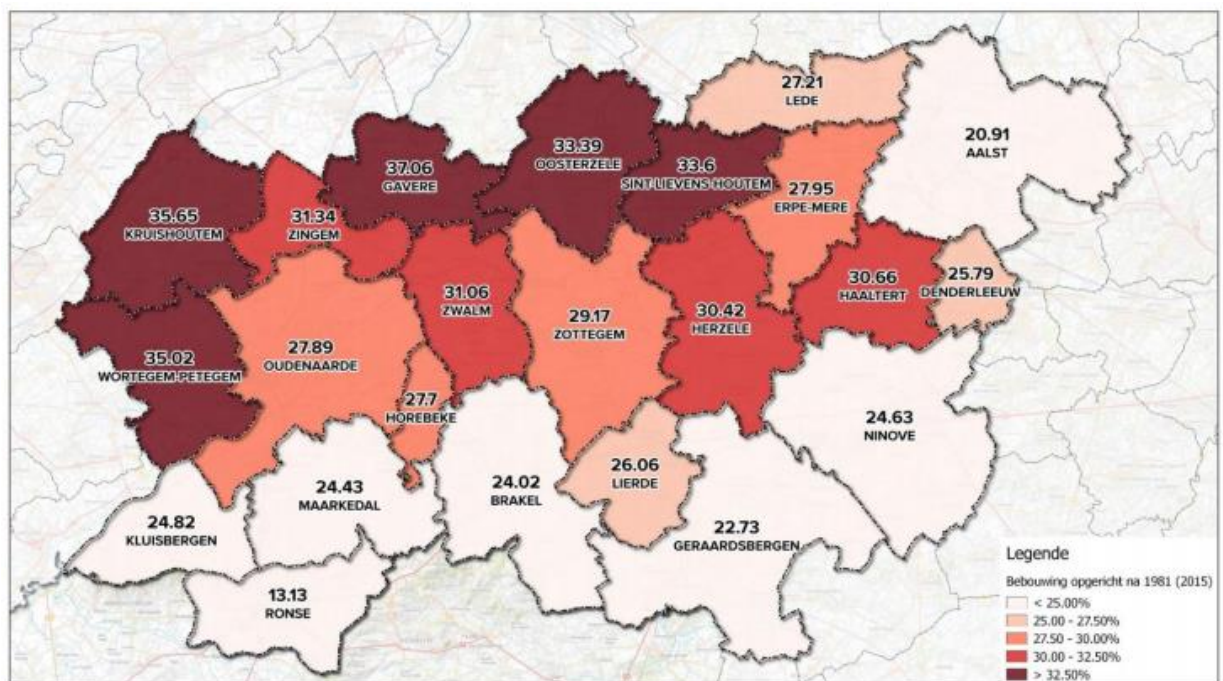 27.21
LEDE
20.91
AALST
33.39
OOSTERZELE
37.06
GAVERE
33.6
SINT-LIEVENS-HOUTEM
27.95
ERPE-MERE
35.65
KRUISHOUTEM
31.34
ZINGEM
30.66
HAALTERT
25.79
DENDERLEEUW
31.06
ZWALM
29.17
ZOTTEGEM
30.42
HERZELE
35.02
WORTEGEM-PETEGEM
27.89
OUDENAARDE
27.7
HOREBEKE
24.63
NINOVE
26.06
LIERDE
24.02
BRAKEL
24.43
MAARKEDAL
24.82
KLUISBERGEN
22.73
GERAARDSBERGEN
13.13
RONSE
Legende
Bebouwing opgericht na 1981 (2015)
< 25.00%
25.00 - 27.50%
27.50 - 30.00%
30.00 - 32.50%
> 32.50%